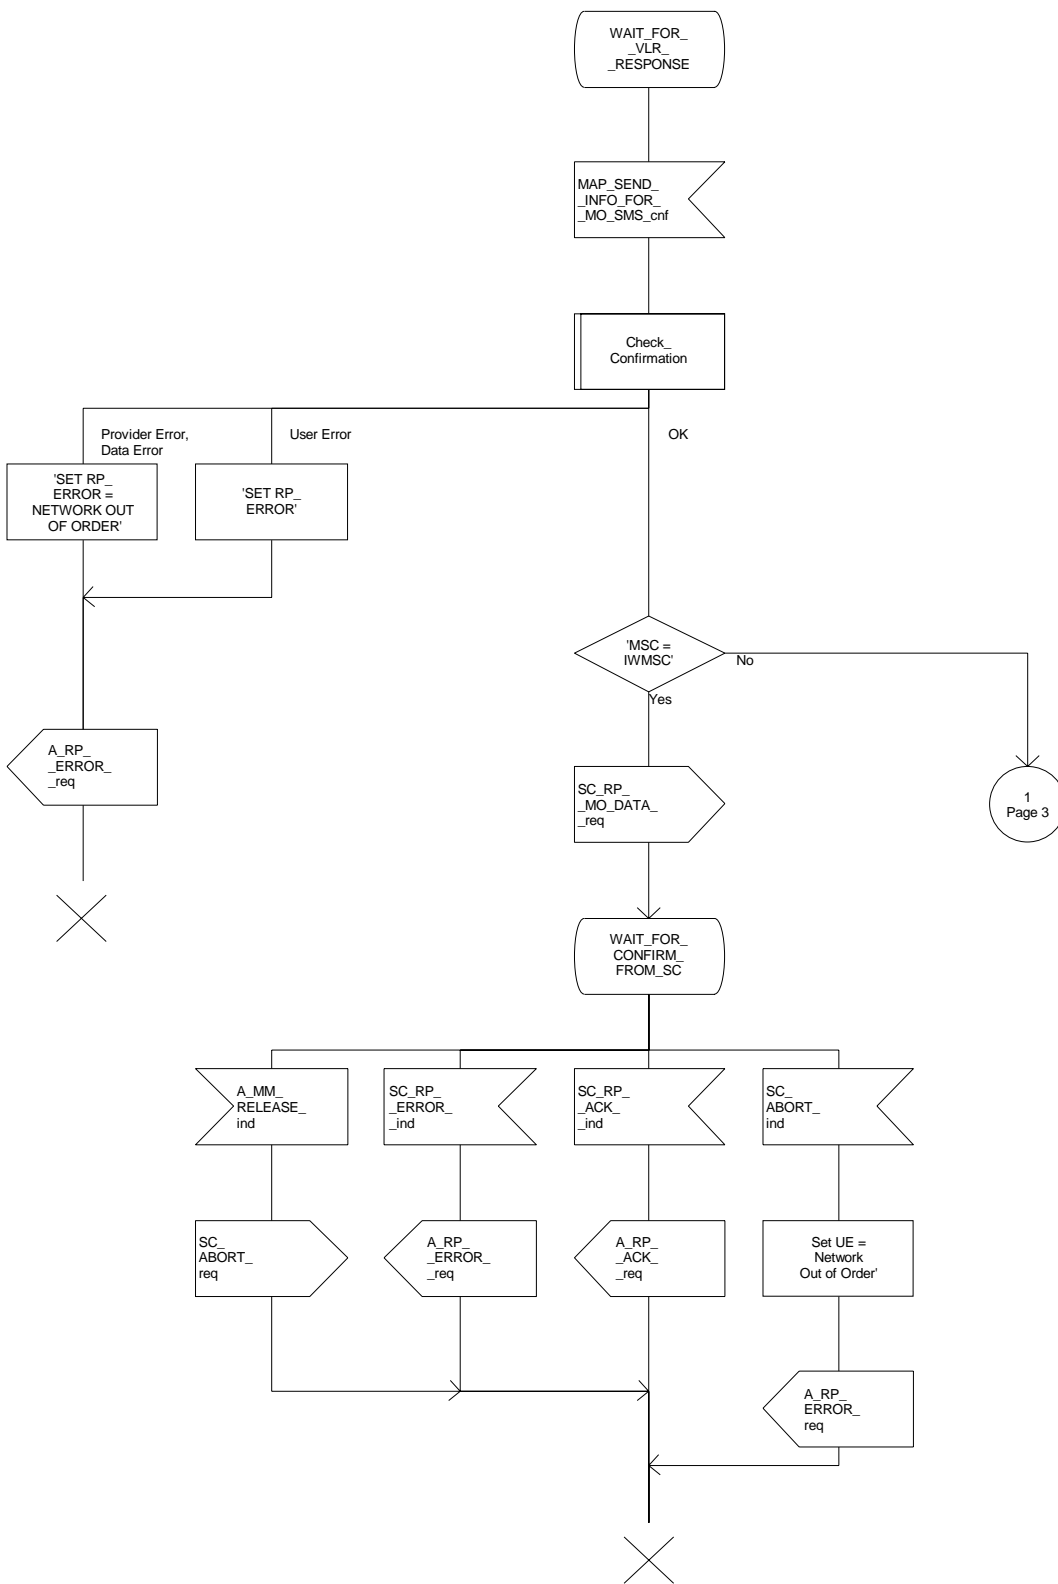 WAIT_FOR_
_VLR_
_RESPONSE
MAP_SEND_
_INFO_FOR_
_MO_SMS_cnf
Check_
Confirmation
Provider Error,
Data Error
User Error
OK
'SET RP_
ERROR =
NETWORK OUT
OF ORDER'
'SET RP_
ERROR'
'MSC =
IWMSC'
No
Yes
A_RP_
_ERROR_
_req
SC_RP_
_MO_DATA_
_req
1
Page 3
WAIT_FOR_
CONFIRM_
FROM_SC
A_MM_
RELEASE_
ind
SC_RP_
_ERROR_
_ind
SC_RP_
_ACK_
_ind
SC_
ABORT_
ind
SC_
ABORT_
req
A_RP_
_ERROR_
_req
A_RP_
_ACK_
_req
Set UE =
Network
Out of Order'
A_RP_
ERROR_
req